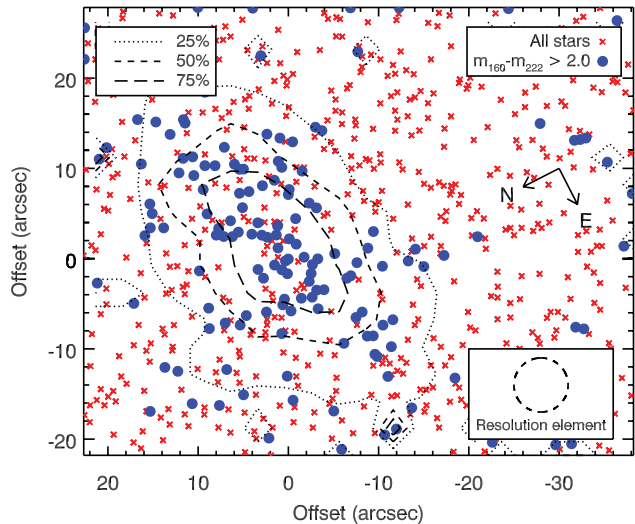 25%
50%
75%
All stars
m160-m222 > 2.0
20
10
0
-10
-20
N
E
Resolution element
20 10 0 -10 -20 -30
Offset (arcsec)
Offset (arcsec)